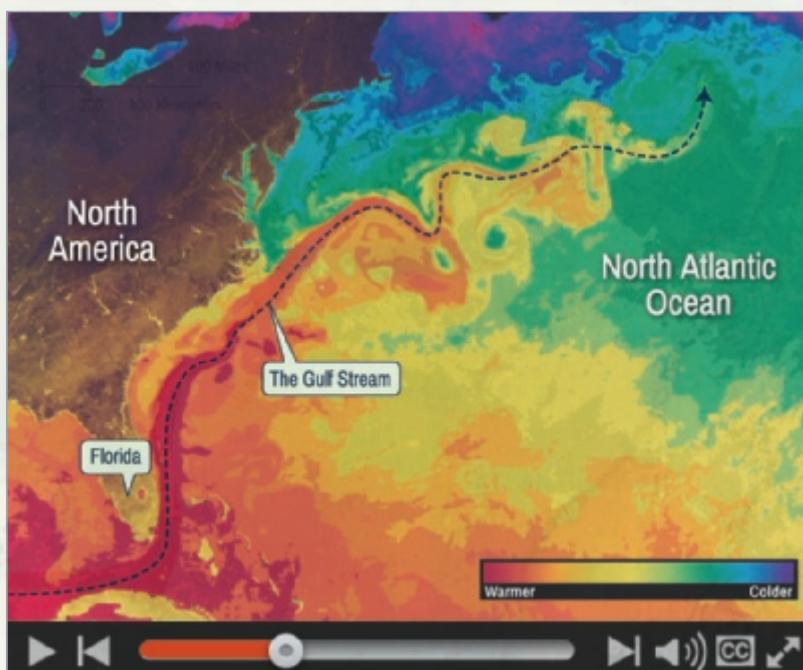 North
America
North Atlantic
Ocean
The Gulf Stream
Florida
Warmer
Colder
CC